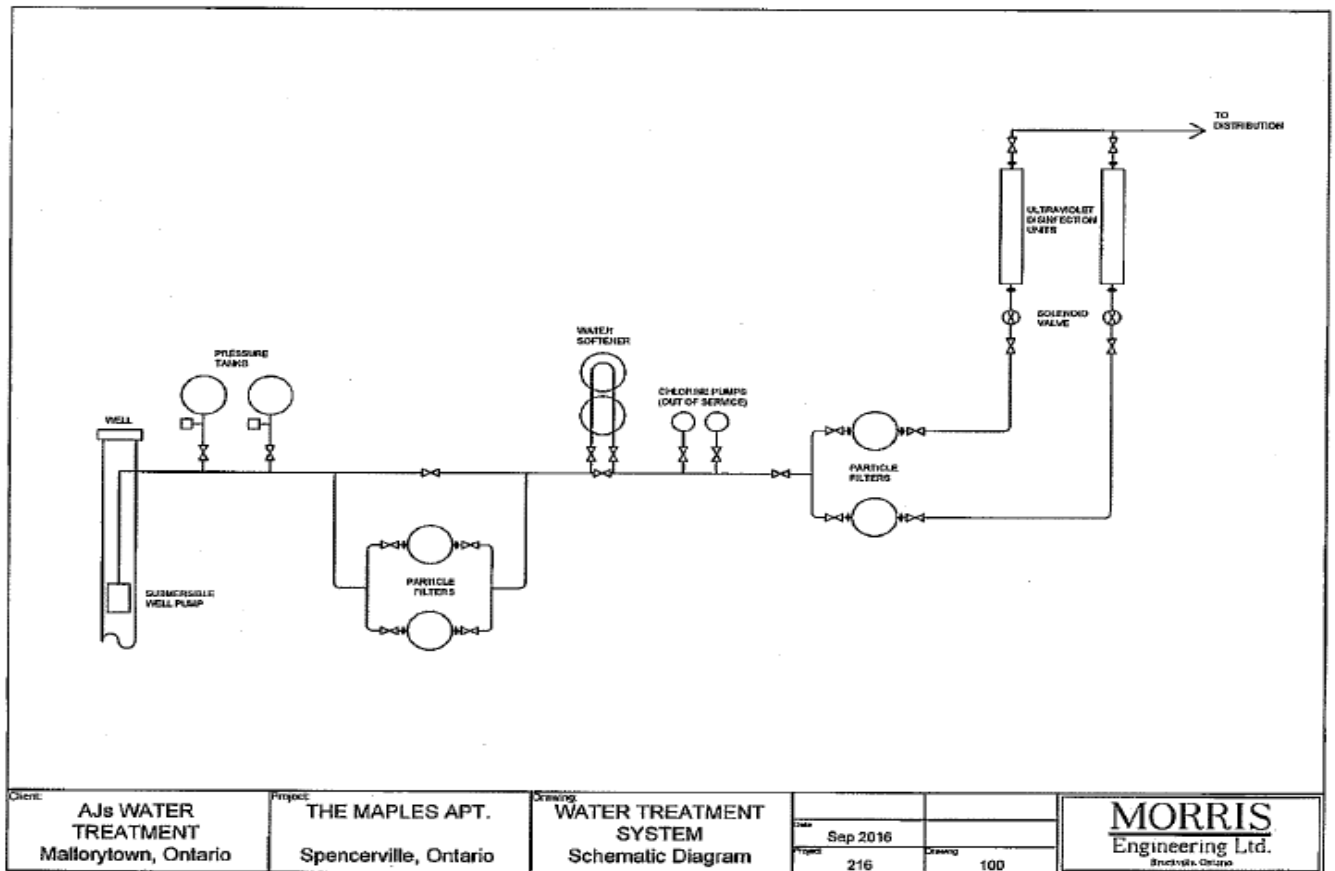 TO
DISTRIBUTION
ULTRAVIOLET
DISINFECTION
UNITS
SOLENOID
VALVE
WATER
SOFTENER
PRESSURE
TANKS
CHLORINE PUMPS
(OUT OF SERVICE)
WELL
PARTICLE
FILTERS
SUBMERSIBLE
WELL PUMP
PARTICLE
FILTERS
Client:
AJs WATER
TREATMENT
Mallorytown, Ontario
Project:
THE MAPLES APT.
Spencerville, Ontario
Drawing:
WATER TREATMENT
SYSTEM
Schematic Diagram
Date
Sep 2016
Project
216
Drawing
100
MORRIS
Engineering Ltd.
Brockville, Ontario